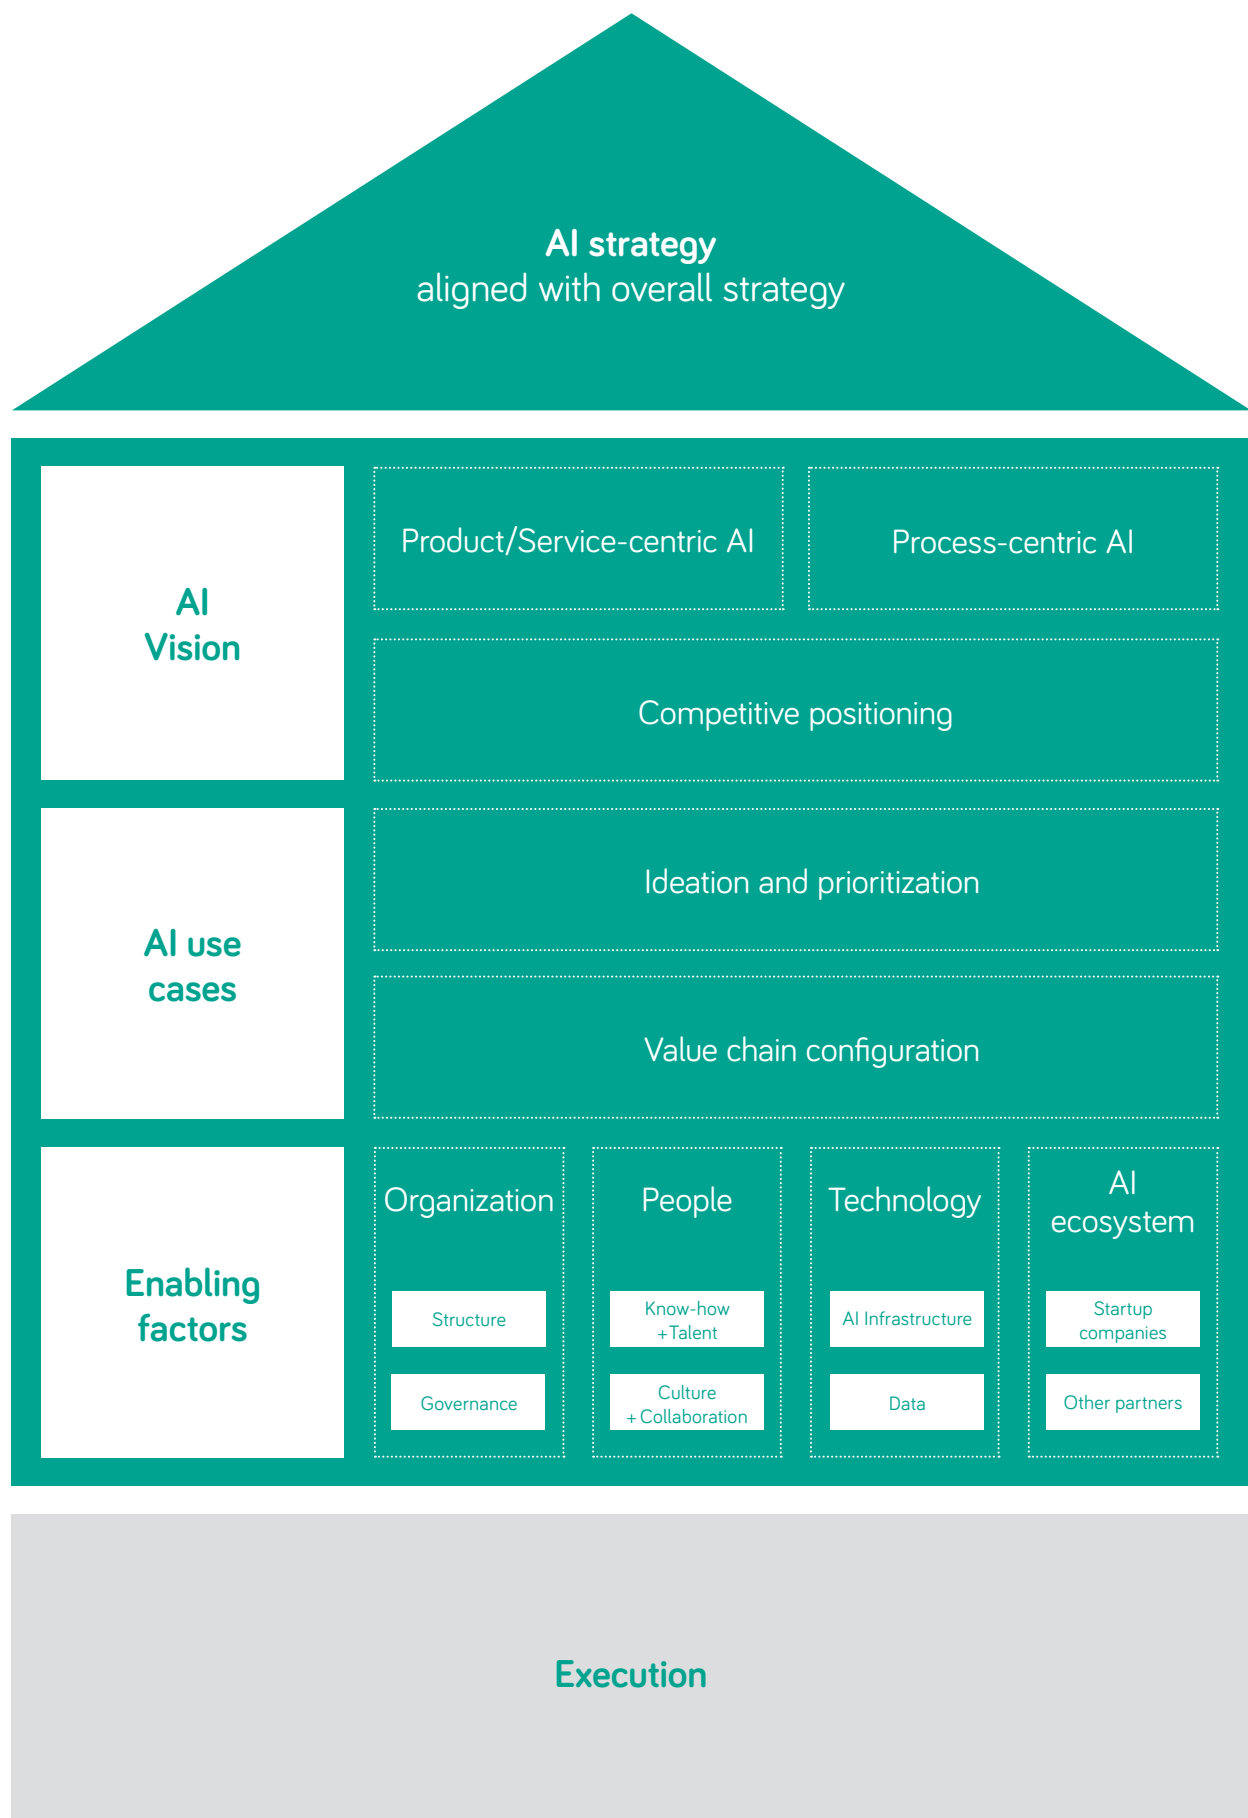 AI strategy
aligned with overall strategy
AI
Vision
Product/Service-centric AI
Process-centric AI
Competitive positioning
AI use
cases
Ideation and prioritization
Value chain configuration
Enabling
factors
Organization
Structure
Governance
People
Know-how
+Talent
Culture
+ Collaboration
Technology
AI Infrastructure
Data
AI
ecosystem
Startup
companies
Other partners
Execution